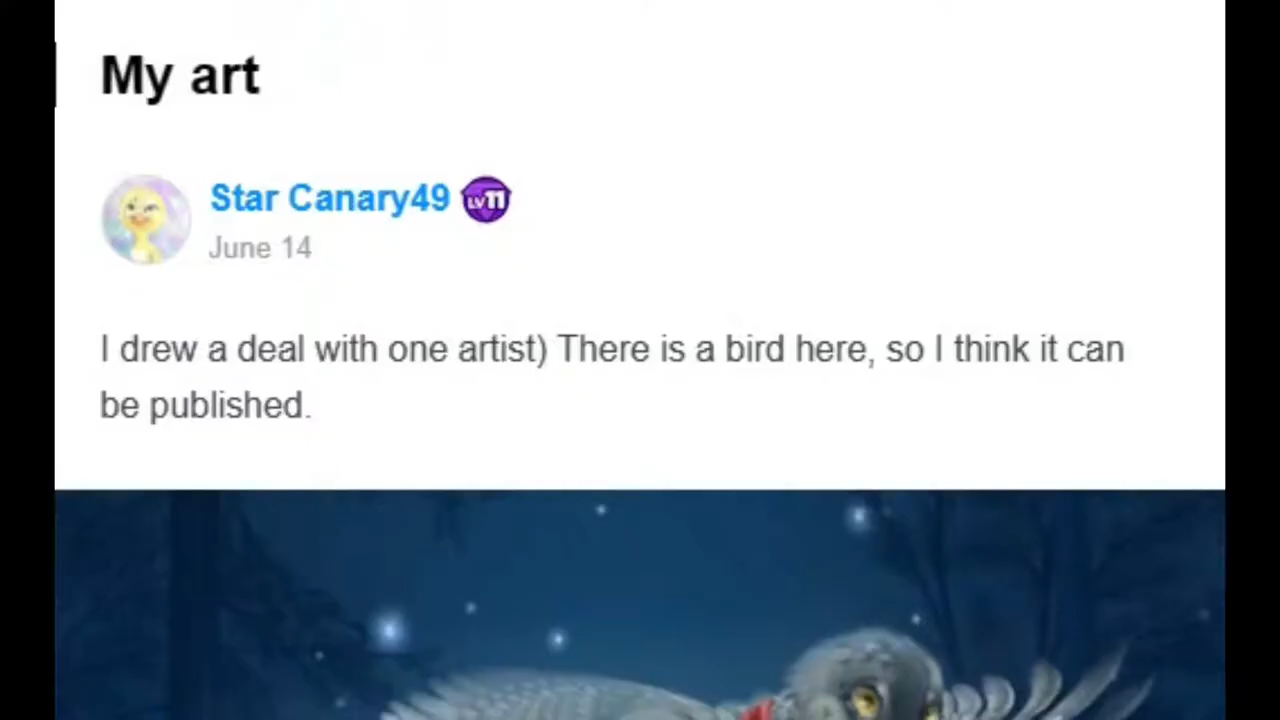 My art
Star Canary49 LV11
June 14
I drew a deal with one artist) There is a bird here, so I think it can
be published.